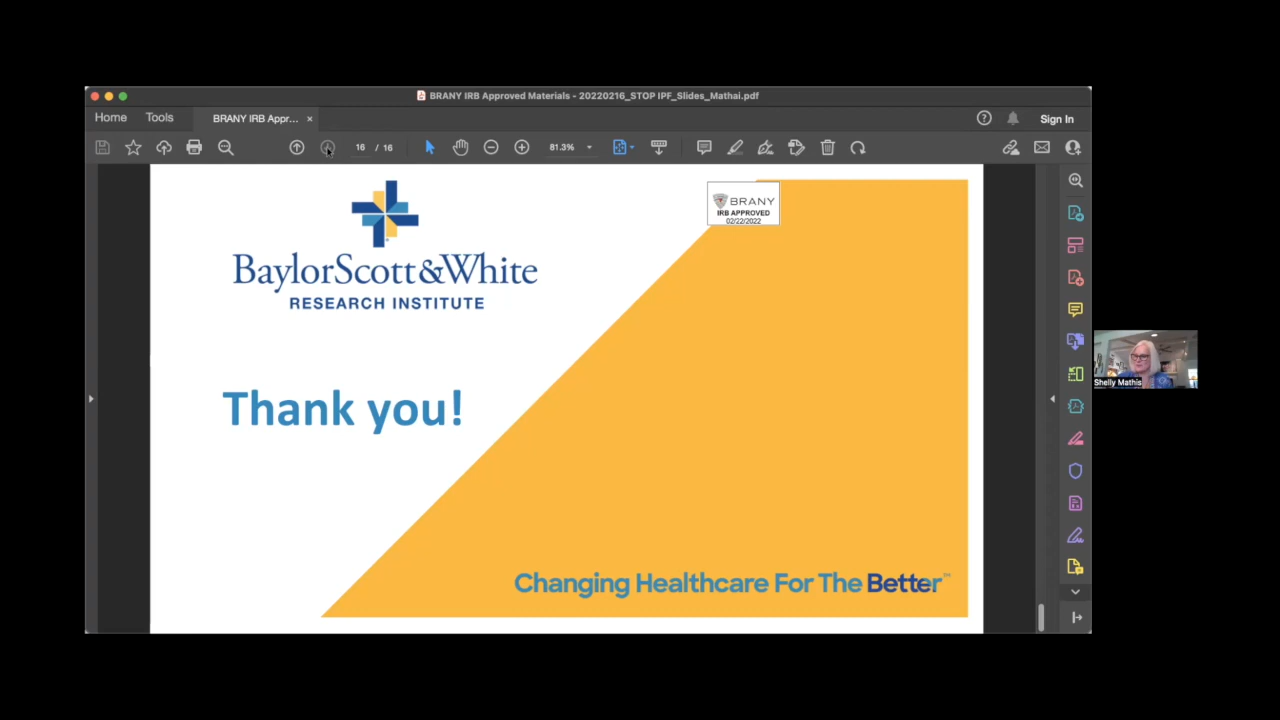 BRANY IRB Approved Materials - 20220216_STOP IPF_Slides_Mathai.pdf
Home Tools BRANY IRB Appr... × Sign In
16 / 16 81.3%
BRANY
IRB APPROVED
02/22/2022
BaylorScott&White
RESEARCH INSTITUTE
Thank you!
Changing Healthcare For The Better™
Shelly Mathis